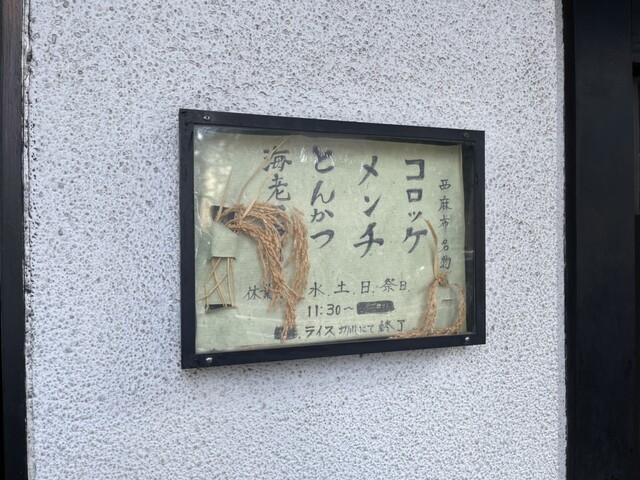 西麻布 名物
コロッケ
メンチ
とんかつ
海老
休業 水.土.日.祭日
11:30〜
ライス切れにて終了